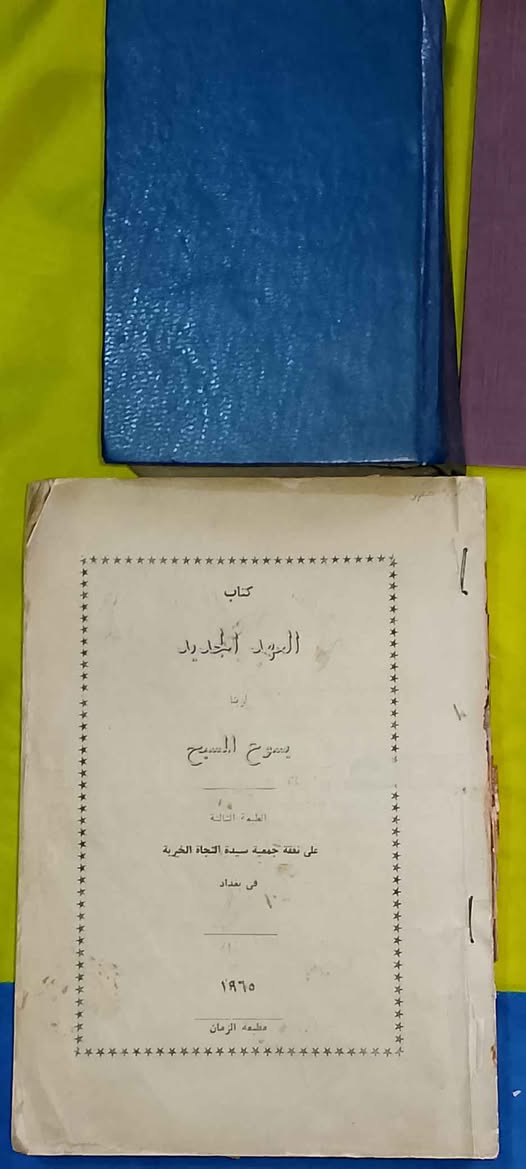 كتاب
العهد الجديد
لربنا
يسوع المسيح
الطبعة الثالثة
على نفقة جمعية سيدة النجاة الخيرية
في بغداد
١٩٦٥
مطبعة الزمان